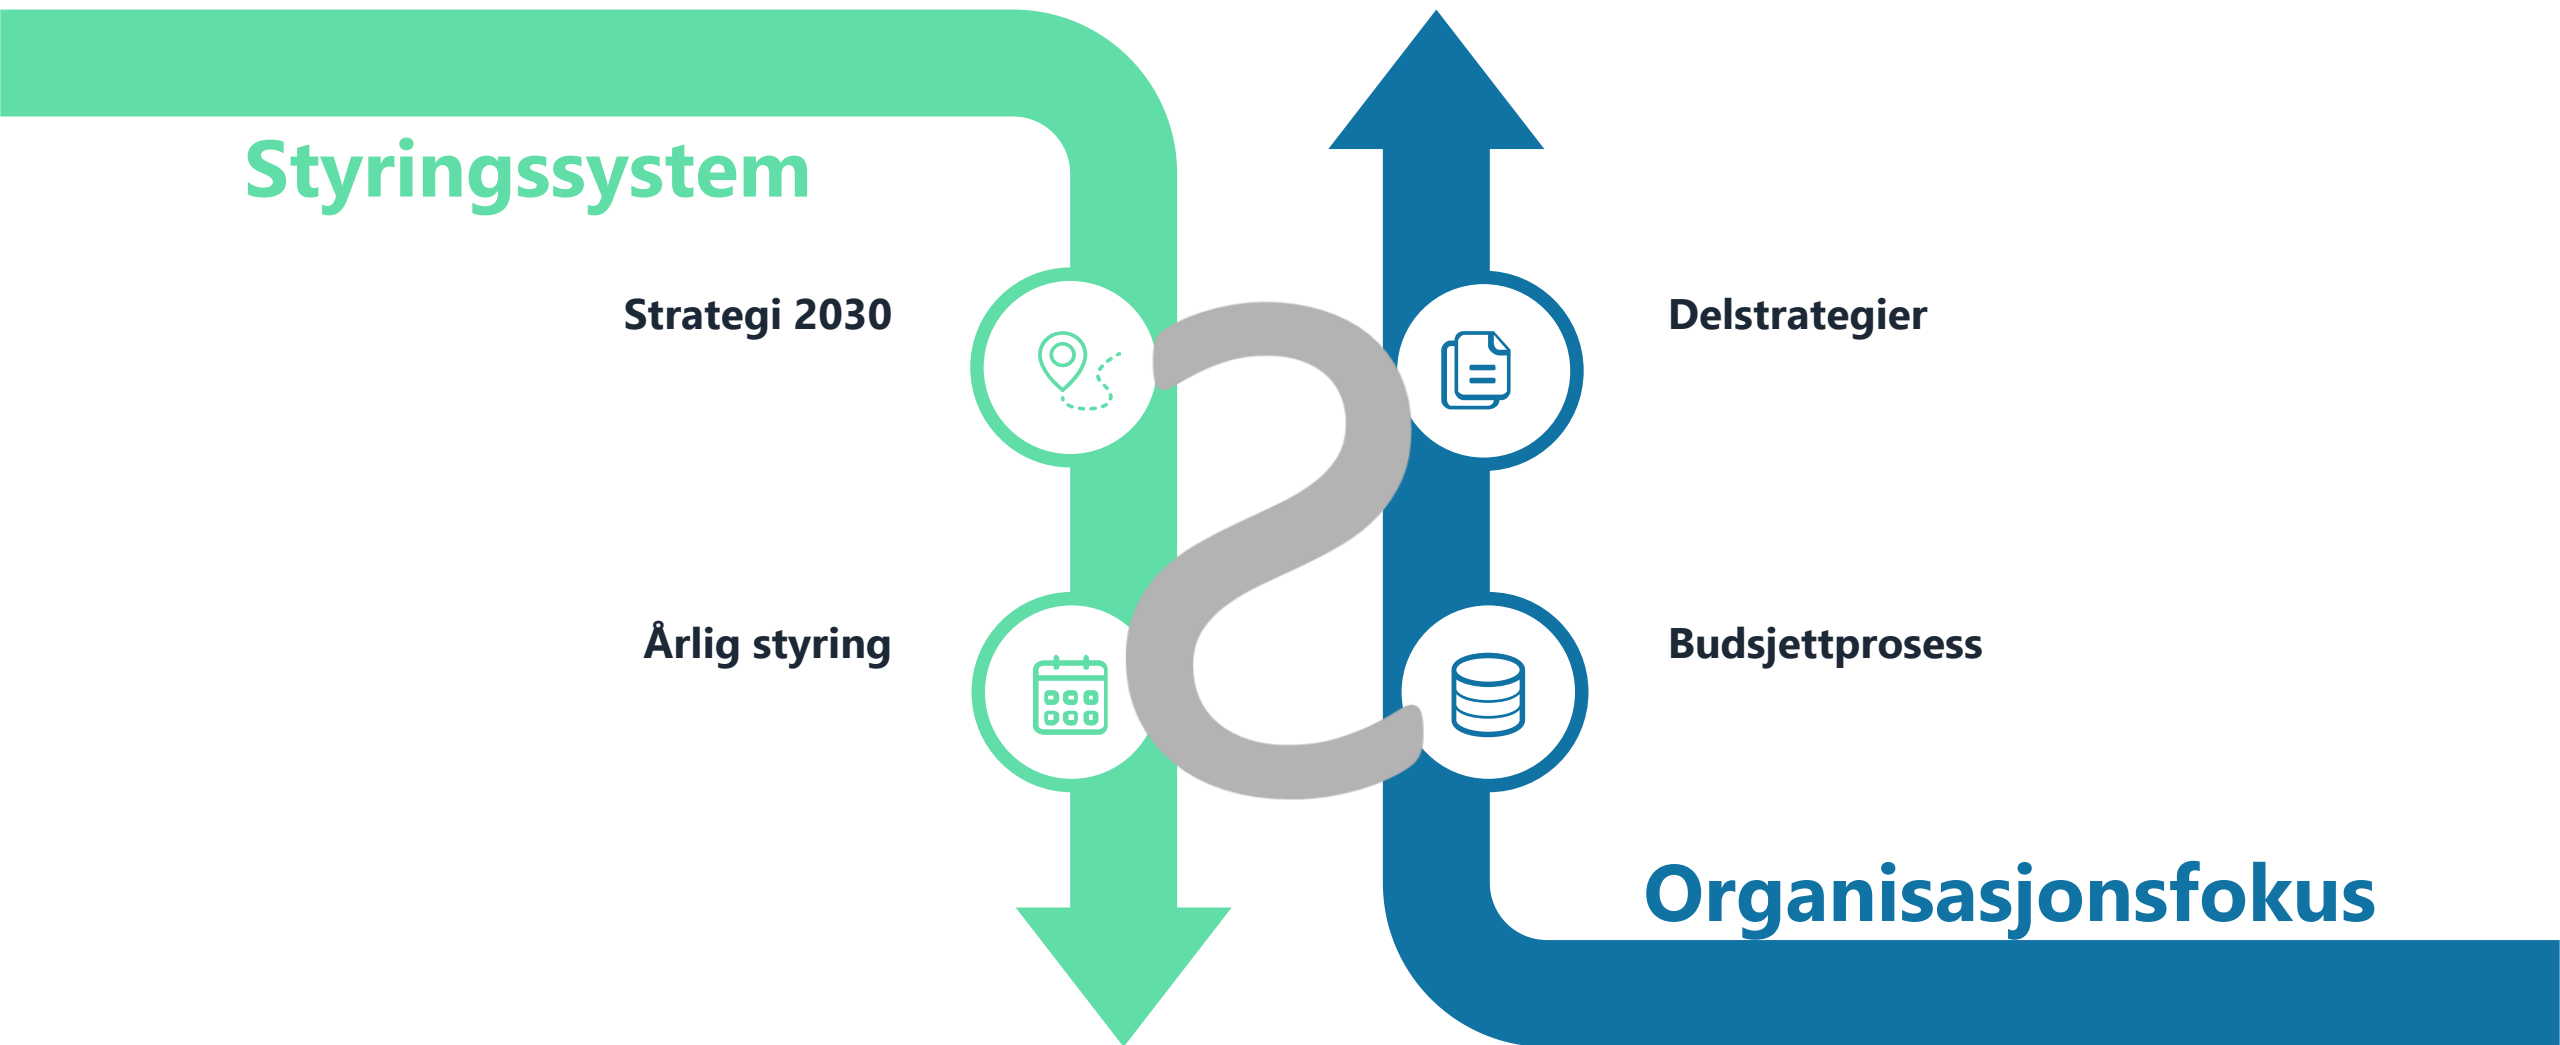 Styringssystem
Strategi 2030
Delstrategier
Årlig styring
Budsjettprosess
Organisasjonsfokus